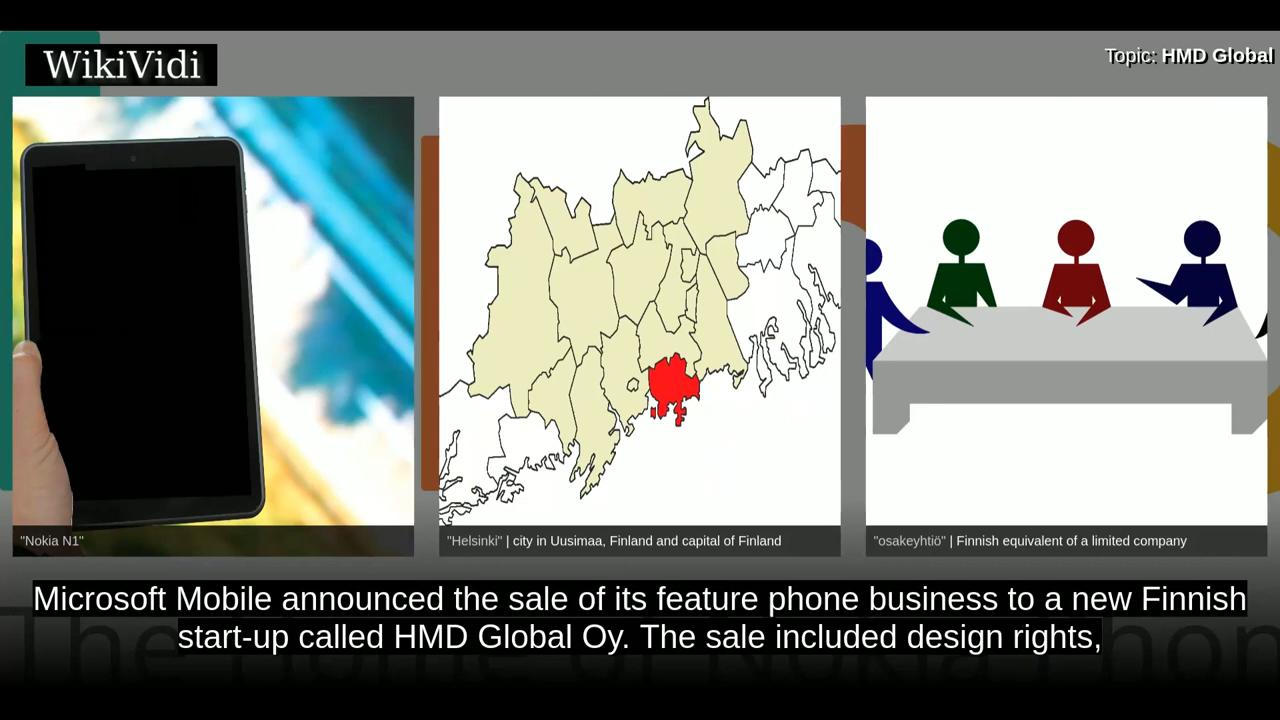 WikiVidi
Topic: HMD Global
"Nokia N1"
"Helsinki" | city in Uusimaa, Finland and capital of Finland
"osakeyhtiö" | Finnish equivalent of a limited company
Microsoft Mobile announced the sale of its feature phone business to a new Finnish
start-up called HMD Global Oy. The sale included design rights,